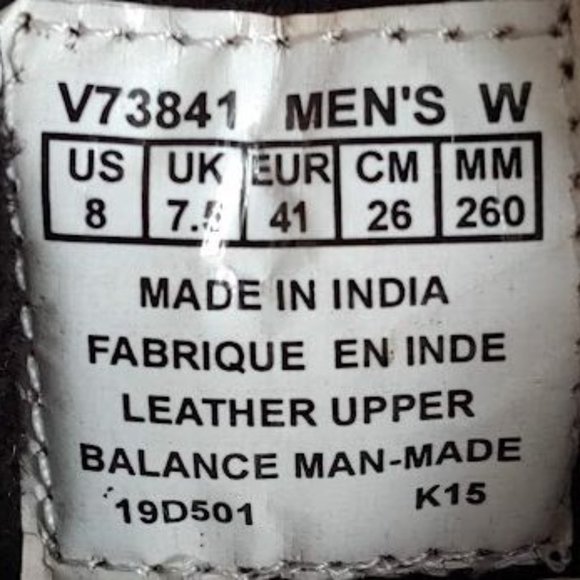 V73841 MEN'S W
US UK EUR CM MM
8 7.5 41 26 260
MADE IN INDIA
FABRIQUE EN INDE
LEATHER UPPER
BALANCE MAN-MADE
19D501 K15